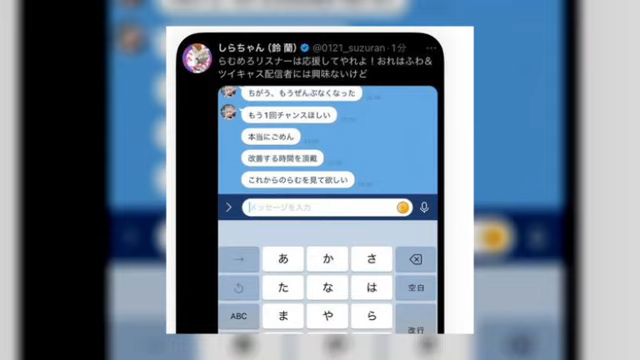 しらちゃん（鈴 蘭） @0121_suzuran・1分
らむめろリスナーは応援してやれよ！おれはふわ&
ツイキャス配信者には興味ないけど
ちがう、もうぜんぶなくなった
もう1回チャンスほしい
本当にごめん
改善する時間を頂戴
これからのらむを見て欲しい
メッセージを入力
→ あ か さ
た な は 空白
ABC ま や ら
改行